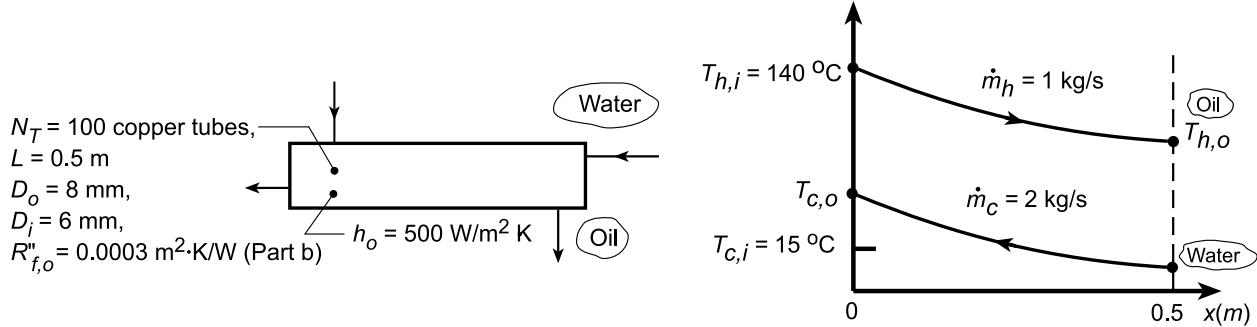 N_T = 100 copper tubes,
L = 0.5 m
D_o = 8 mm,
D_i = 6 mm,
R"_f,o = 0.0003 m²·K/W (Part b)
h_o = 500 W/m² K
Water
Oil
T_h,i = 140 °C
ṁ_h = 1 kg/s
Oil
T_h,o
T_c,o
ṁ_c = 2 kg/s
T_c,i = 15 °C
Water
0
0.5
x(m)